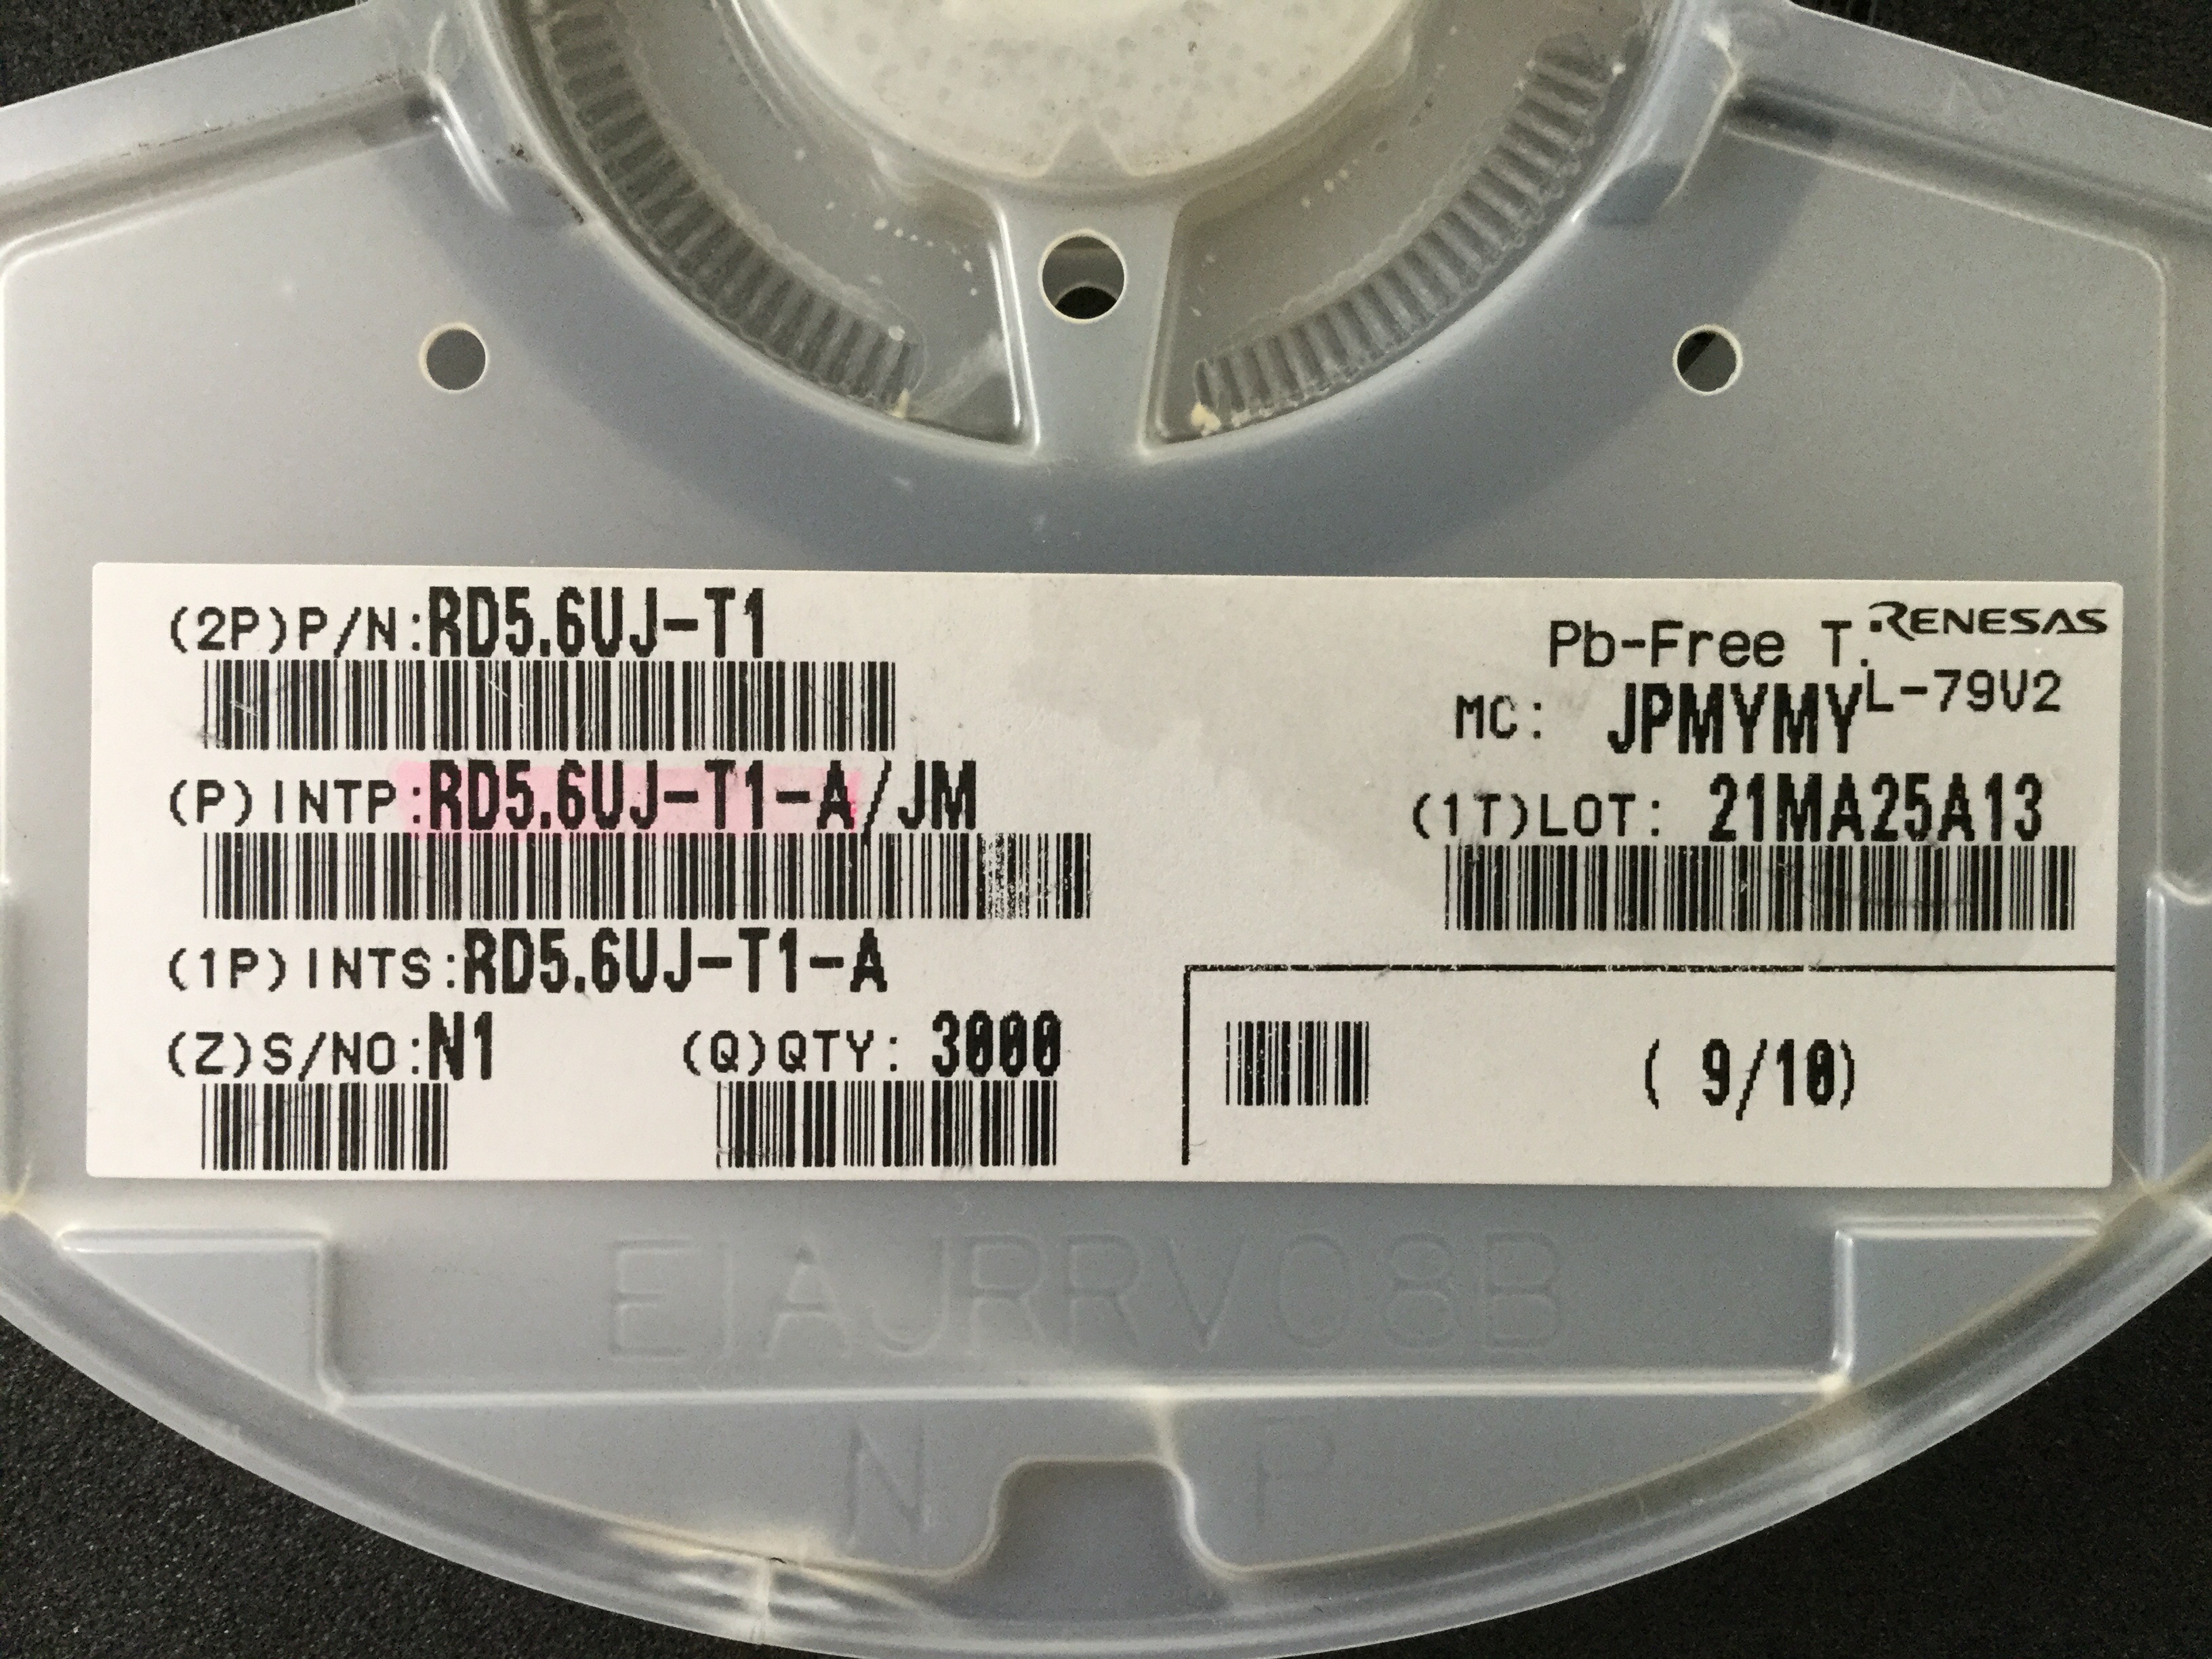 (2P)P/N:RD5.6UJ-T1
Pb-Free T. RENESAS
MC: JPMYMY L-79V2
(P)INTP:RD5.6UJ-T1-A/JM
(1T)LOT: 21MA25A13
(1P)INTS:RD5.6UJ-T1-A
(Z)S/NO:N1 (Q)QTY: 3000
( 9/10)
EIAJRRV08B
N P